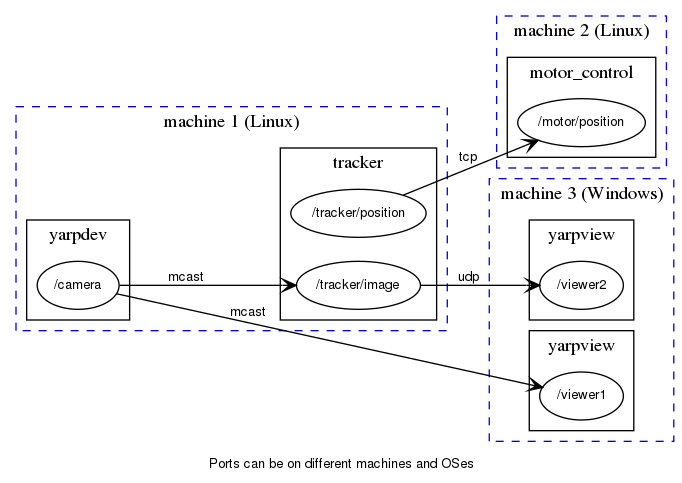 machine 2 (Linux)
motor_control
/motor/position
machine 1 (Linux)
tracker
/tracker/position
tcp
machine 3 (Windows)
yarpdev
/camera
mcast
/tracker/image
udp
yarpview
/viewer2
mcast
yarpview
/viewer1
Ports can be on different machines and OSes